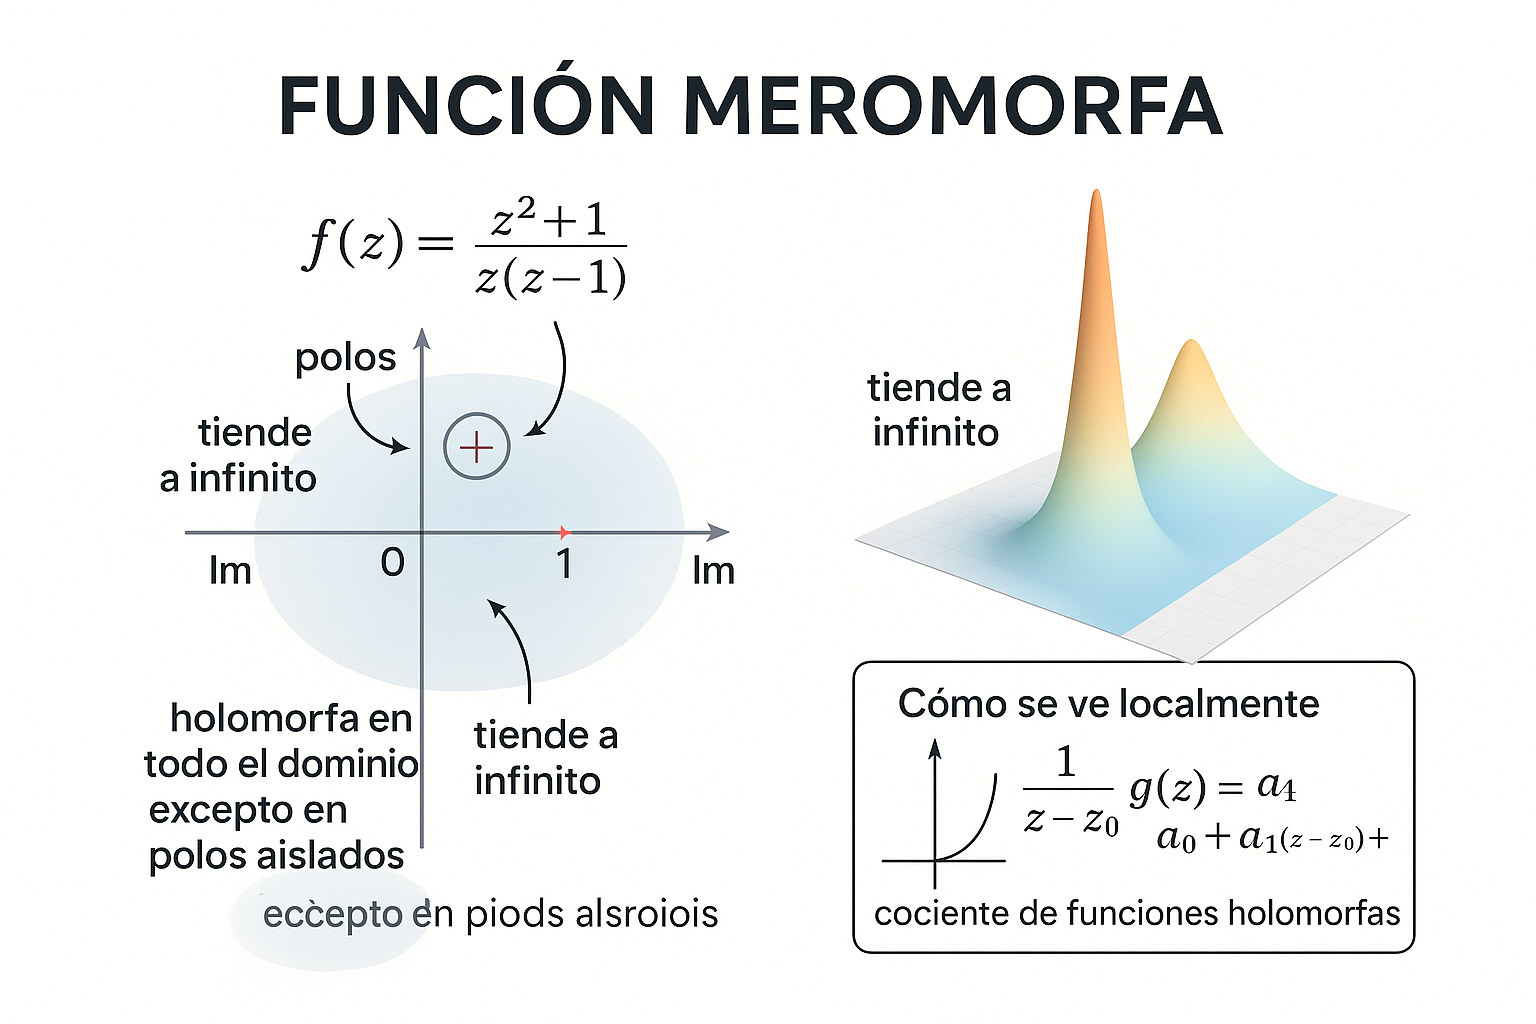 FUNCIÓN MEROMORFA
f(z) = \frac{z^2+1}{z(z-1)}
polos
tiende
a infinito
0
1
Im
Im
holomorfa en
todo el dominio
excepto en
polos aislados
tiende a
infinito
eccepto en piods alsroiois
tiende a
infinito
Cómo se ve localmente
\frac{1}{z-z_0} g(z) = a_4
a_0 + a_1(z-z_0)+
cociente de funciones holomorfas